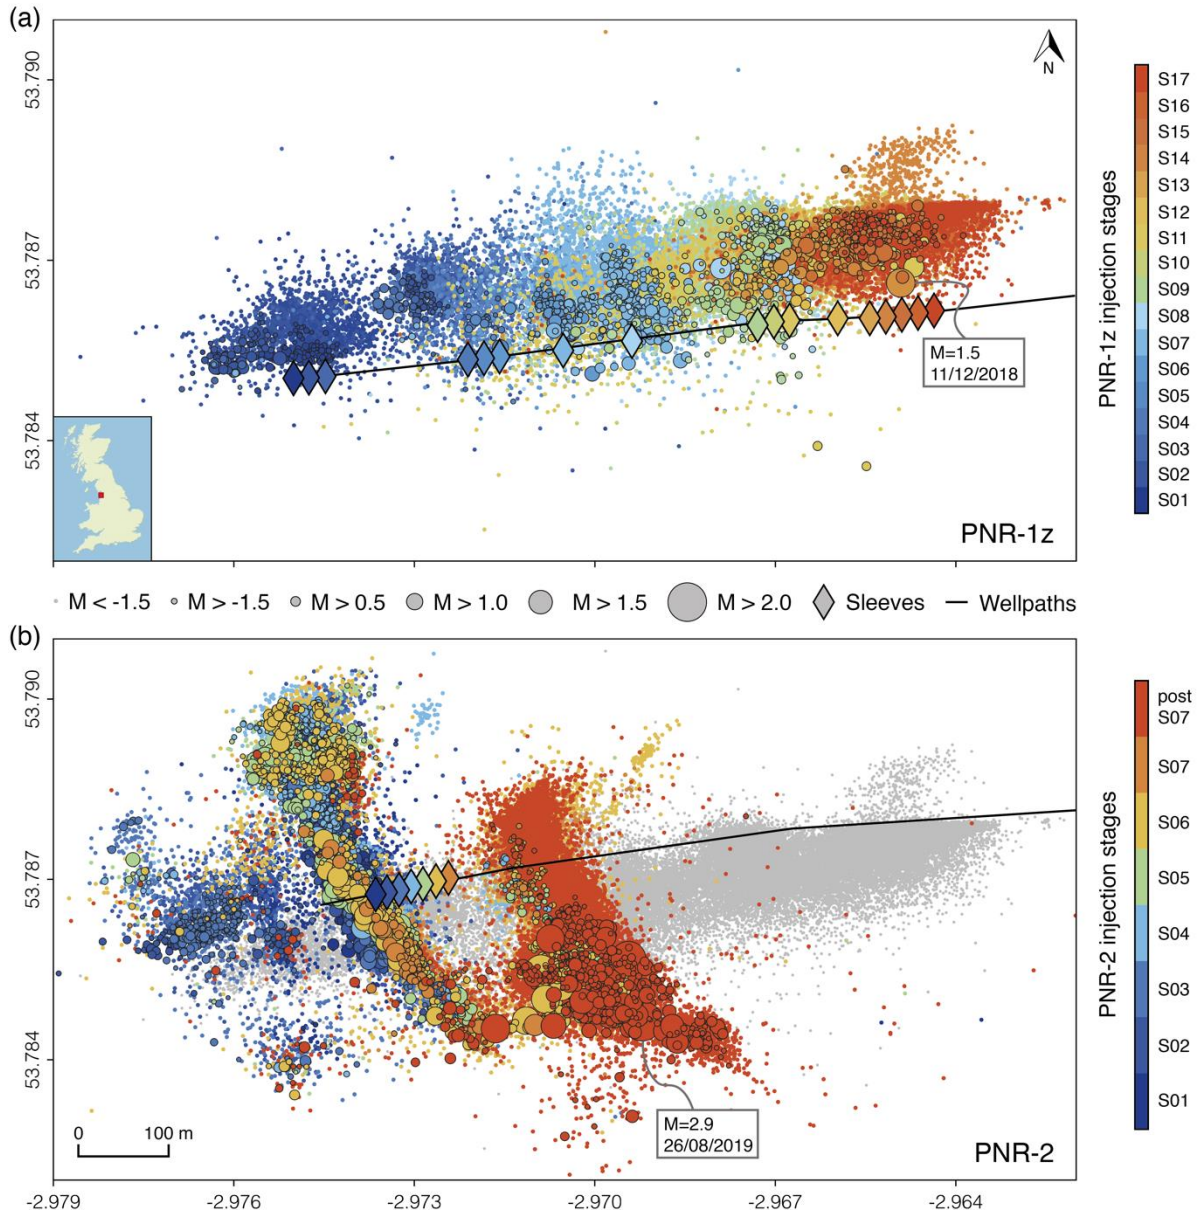 (a)
53.790
53.787
53.784
N
M=1.5
11/12/2018
PNR-1z
PNR-1z injection stages
S17
S16
S15
S14
S13
S12
S11
S10
S09
S08
S07
S06
S05
S04
S03
S02
S01
M < -1.5 M > -1.5 M > 0.5 M > 1.0 M > 1.5 M > 2.0 Sleeves Wellpaths
(b)
53.790
53.787
53.784
0 100 m
M=2.9
26/08/2019
PNR-2
PNR-2 injection stages
post
S07
S07
S06
S05
S04
S03
S02
S01
-2.979 -2.976 -2.973 -2.970 -2.967 -2.964